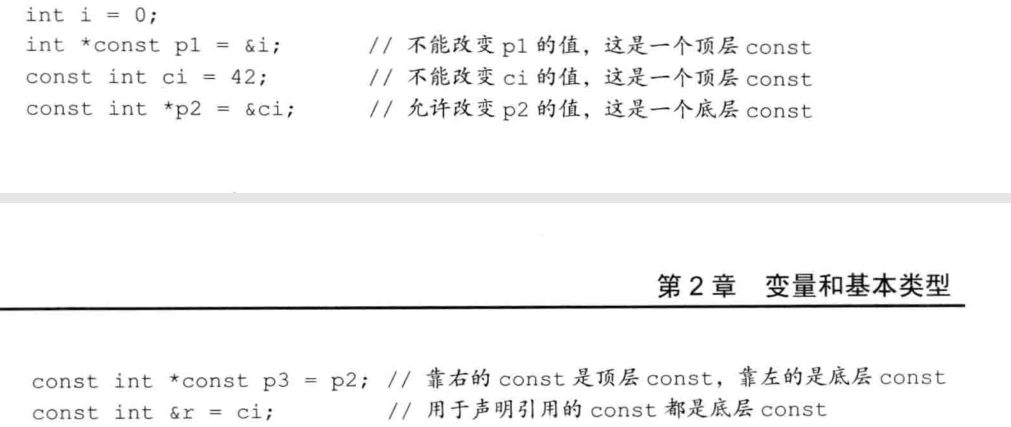 int i = 0;
int *const p1 = &i; // 不能改变 p1 的值，这是一个顶层 const
const int ci = 42; // 不能改变 ci 的值，这是一个顶层 const
const int *p2 = &ci; // 允许改变 p2 的值，这是一个底层 const
第 2 章 变量和基本类型
const int *const p3 = p2; // 靠右的 const 是顶层 const，靠左的是底层 const
const int &r = ci; // 用于声明引用的 const 都是底层 const